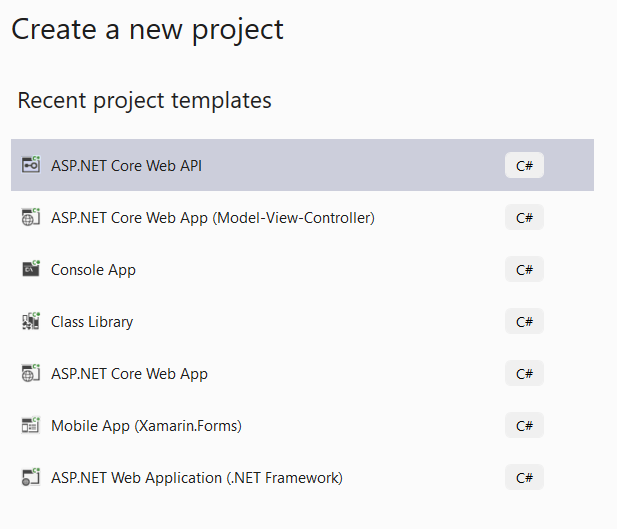 Create a new project
Recent project templates
ASP.NET Core Web API C#
ASP.NET Core Web App (Model-View-Controller) C#
Console App C#
Class Library C#
ASP.NET Core Web App C#
Mobile App (Xamarin.Forms) C#
ASP.NET Web Application (.NET Framework) C#